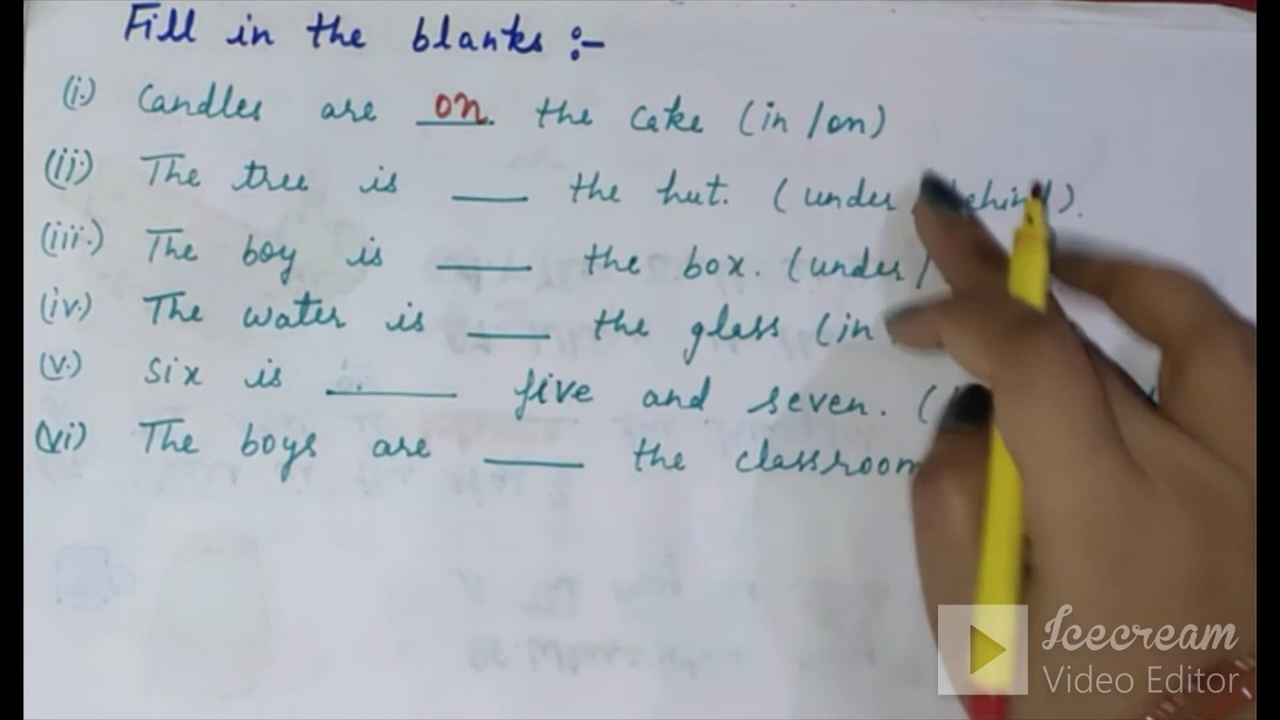 Fill in the blanks :-
(i.) Candles are on. the cake (in/on)
(ii) The tree is ___ the hut. (under / behind).
(iii.) The boy is ___ the box. (under/
(iv.) The water is ___ the glass (in
(v.) Six is ___ five and seven. (
(vi) The boys are ___ the classroom
Icecream
Video Editor